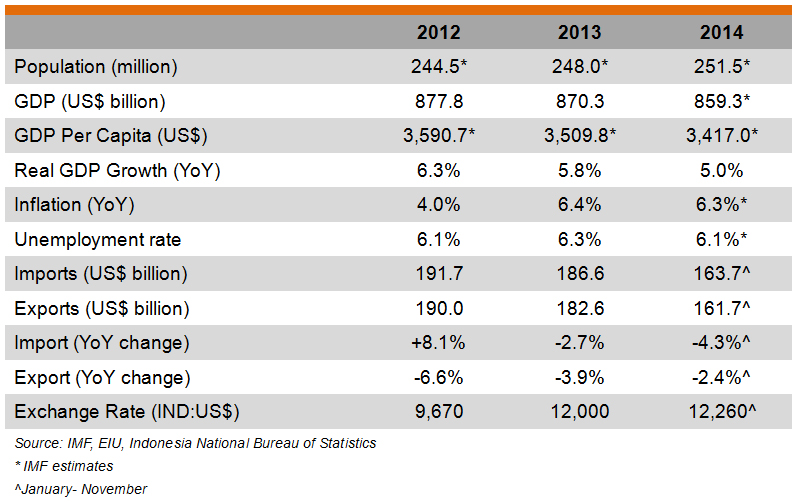 2012 2013 2014
Population (million) 244.5* 248.0* 251.5*
GDP (US$ billion) 877.8 870.3 859.3*
GDP Per Capita (US$) 3,590.7* 3,509.8* 3,417.0*
Real GDP Growth (YoY) 6.3% 5.8% 5.0%
Inflation (YoY) 4.0% 6.4% 6.3%*
Unemployment rate 6.1% 6.3% 6.1%*
Imports (US$ billion) 191.7 186.6 163.7^
Exports (US$ billion) 190.0 182.6 161.7^
Import (YoY change) +8.1% -2.7% -4.3%^
Export (YoY change) -6.6% -3.9% -2.4%^
Exchange Rate (IND:US$) 9,670 12,000 12,260^
Source: IMF, EIU, Indonesia National Bureau of Statistics
* IMF estimates
^January- November